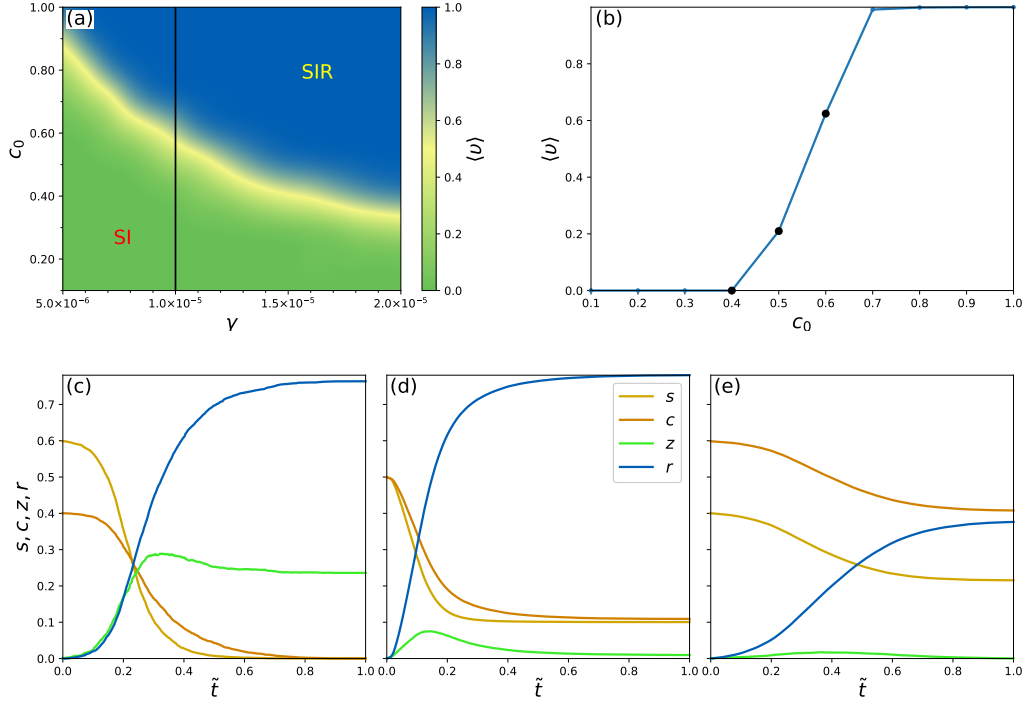 (a)
SIR
SI
c₀
1.00
0.80
0.60
0.40
0.20
5.0×10⁻⁶
1.0×10⁻⁵
1.5×10⁻⁵
2.0×10⁻⁵
γ
1.0
0.8
0.6
0.4
0.2
0.0
⟨υ⟩
(b)
⟨υ⟩
0.8
0.6
0.4
0.2
0.0
0.1 0.2 0.3 0.4 0.5 0.6 0.7 0.8 0.9 1.0
c₀
(c)
s, c, z, r
0.7
0.6
0.5
0.4
0.3
0.2
0.1
0.0
0.0 0.2 0.4 0.6 0.8 1.0
t̃
(d)
s
c
z
r
0.0 0.2 0.4 0.6 0.8 1.0
t̃
(e)
0.0 0.2 0.4 0.6 0.8 1.0
t̃